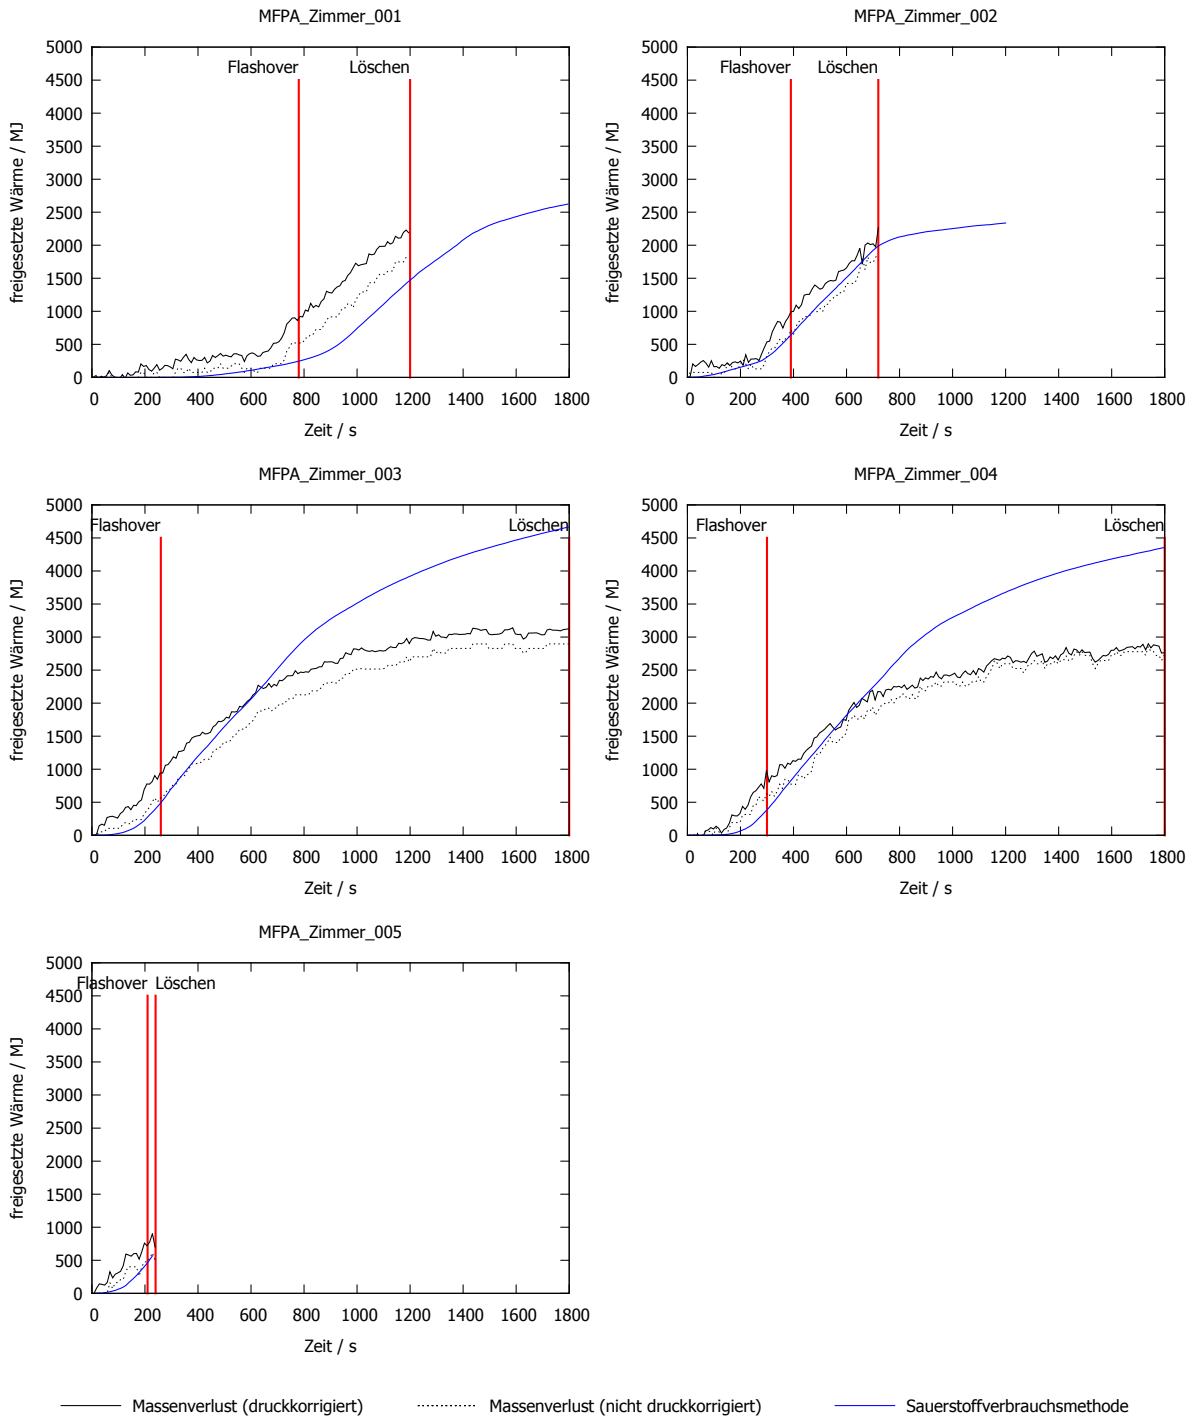 MFPA_Zimmer_001
5000
4500
4000
3500
3000
2500
2000
1500
1000
500
0
freigesetzte Wärme / MJ
Flashover
Löschen
0 200 400 600 800 1000 1200 1400 1600 1800
Zeit / s
MFPA_Zimmer_002
5000
4500
4000
3500
3000
2500
2000
1500
1000
500
0
freigesetzte Wärme / MJ
Flashover
Löschen
0 200 400 600 800 1000 1200 1400 1600 1800
Zeit / s
MFPA_Zimmer_003
5000
4500
4000
3500
3000
2500
2000
1500
1000
500
0
freigesetzte Wärme / MJ
Flashover
Löschen
0 200 400 600 800 1000 1200 1400 1600 1800
Zeit / s
MFPA_Zimmer_004
5000
4500
4000
3500
3000
2500
2000
1500
1000
500
0
freigesetzte Wärme / MJ
Flashover
Löschen
0 200 400 600 800 1000 1200 1400 1600 1800
Zeit / s
MFPA_Zimmer_005
5000
4500
4000
3500
3000
2500
2000
1500
1000
500
0
freigesetzte Wärme / MJ
Flashover
Löschen
0 200 400 600 800 1000 1200 1400 1600 1800
Zeit / s
Massenverlust (druckkorrigiert)
Massenverlust (nicht druckkorrigiert)
Sauerstoffverbrauchsmethode